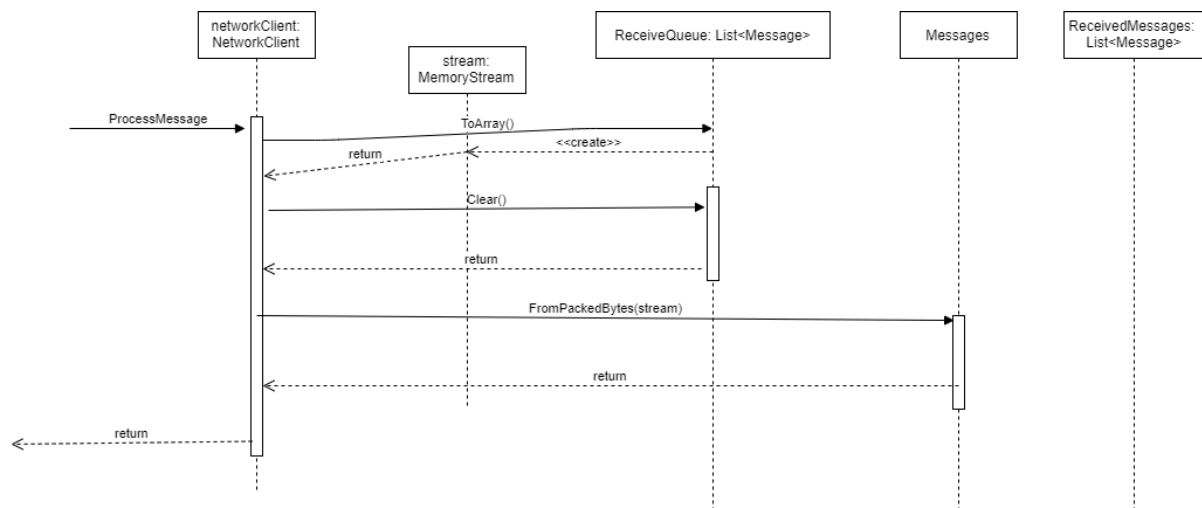 networkClient:
NetworkClient
stream:
MemoryStream
ReceiveQueue: List<Message>
Messages
ReceivedMessages:
List<Message>
ProcessMessage
ToArray()
<<create>>
return
Clear()
return
FromPackedBytes(stream)
return
return